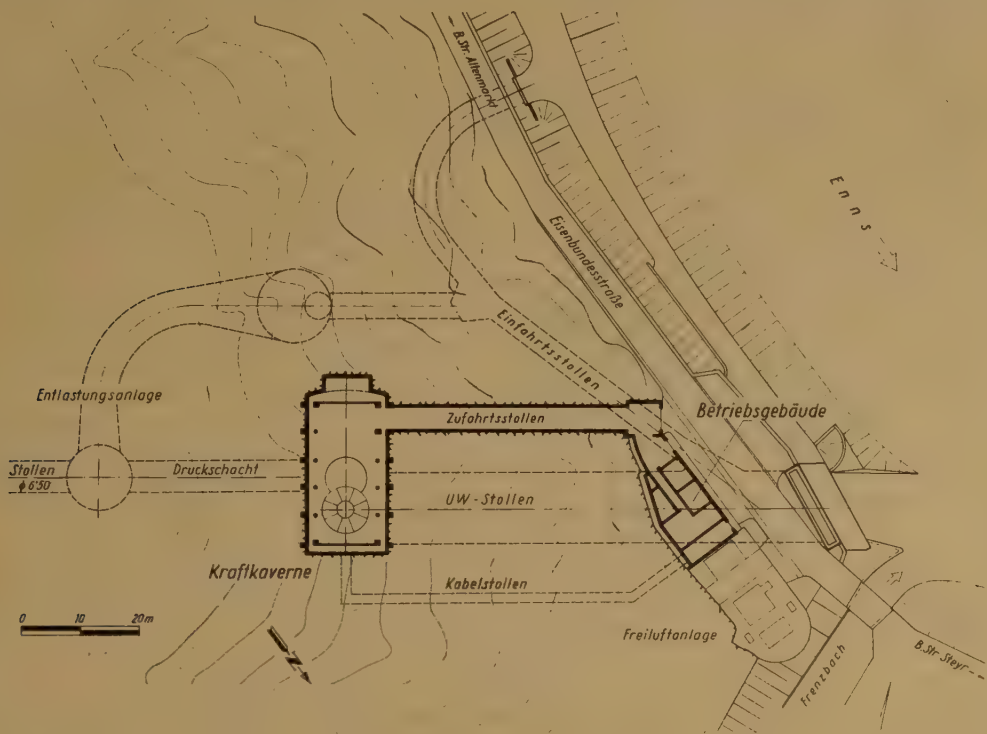 B. Str. Altenmarkt
Enns
Eisenbundesstraße
Einfahrtsstollen
Entlastungsanlage
Zufahrtsstollen
Betriebsgebäude
Stollen
ϕ 6'50
Druckschacht
UW-Stollen
Kraftkaverne
Kabelstollen
0 10 20m
Freiluftanlage
Frenzbach
B. Str Steyr